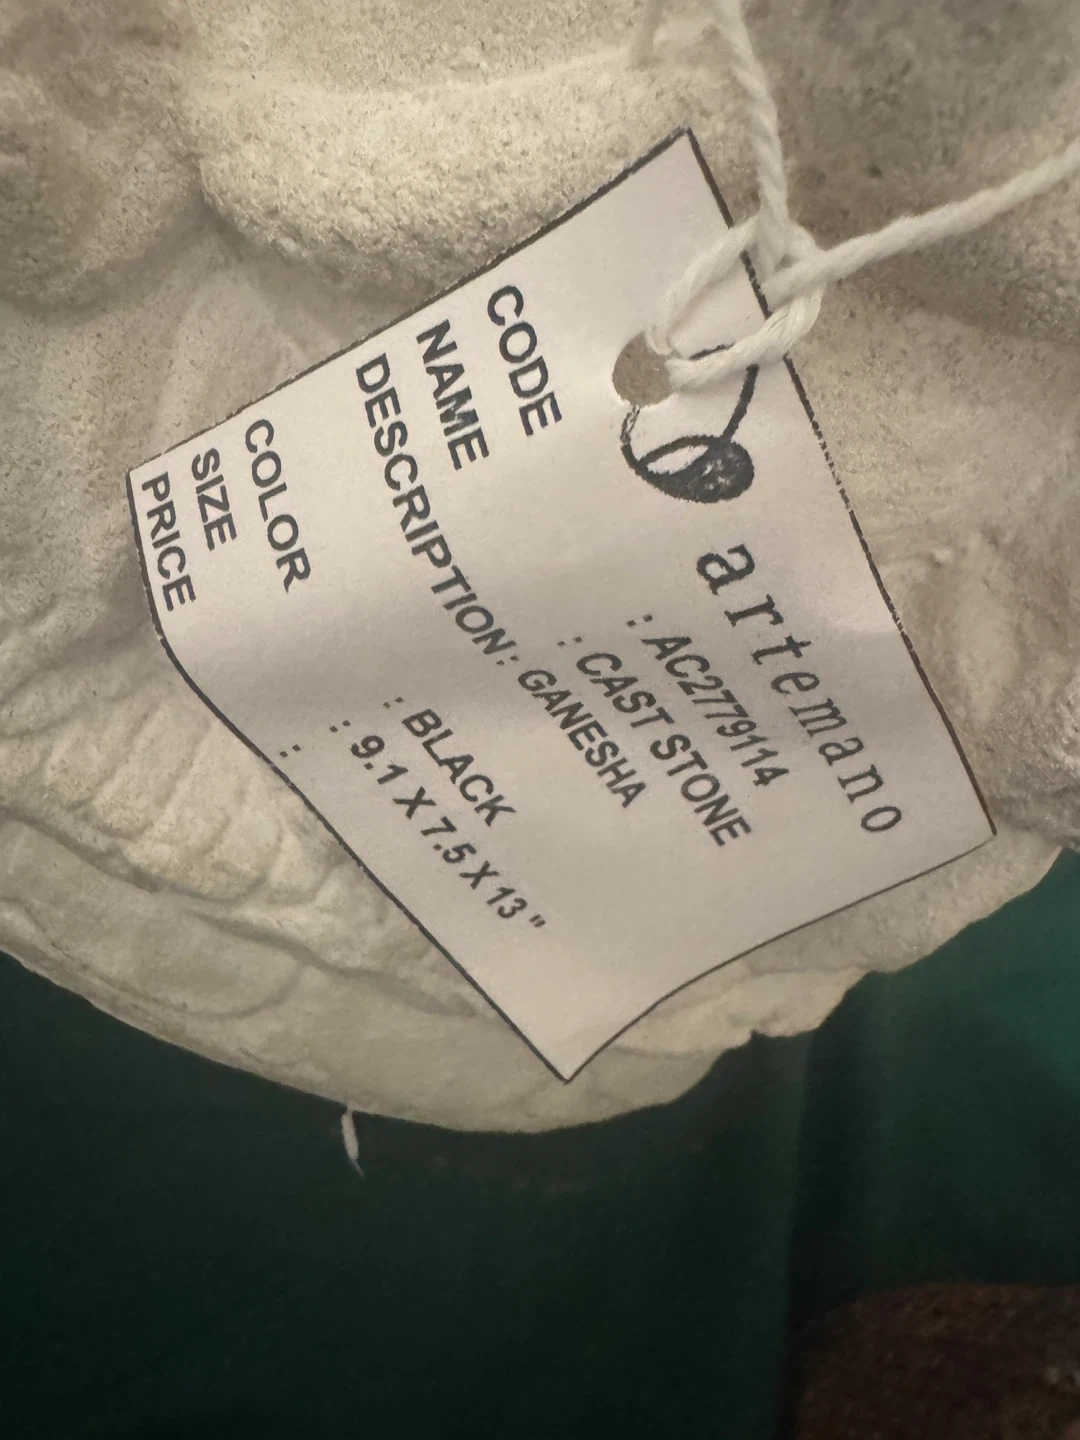 artemano
CODE : AC2779114
NAME : CAST STONE
DESCRIPTION : GANESHA
COLOR : BLACK
SIZE : 9.1 X 7.5 X 13 "
PRICE :